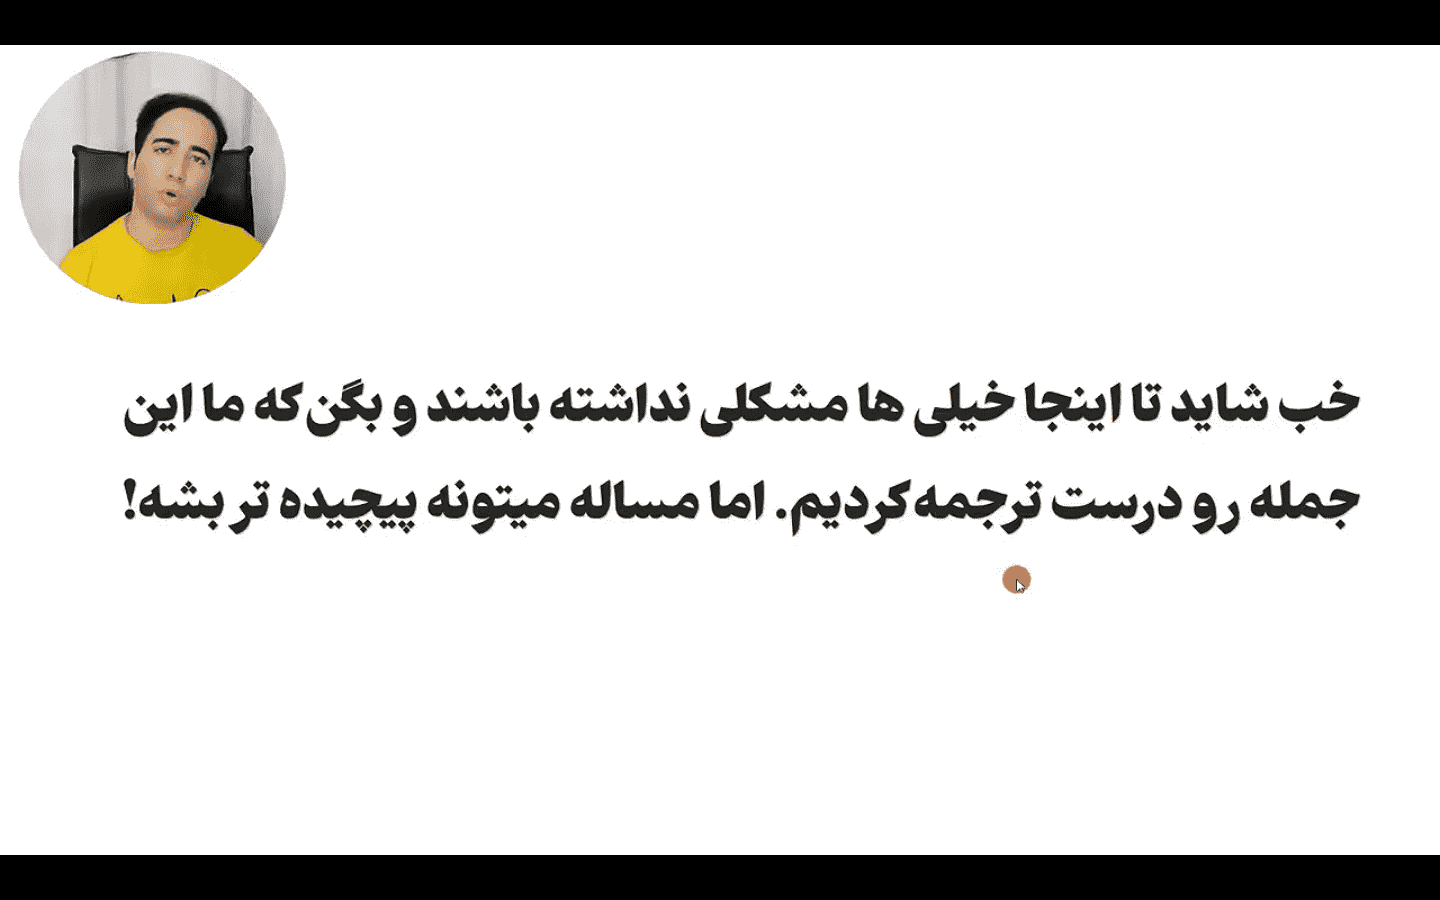 خب شاید تا اینجا خیلی ها مشکلی نداشته باشند و بگن که ما این
جمله رو درست ترجمه کردیم. اما مساله میتونه پیچیده تر بشه!